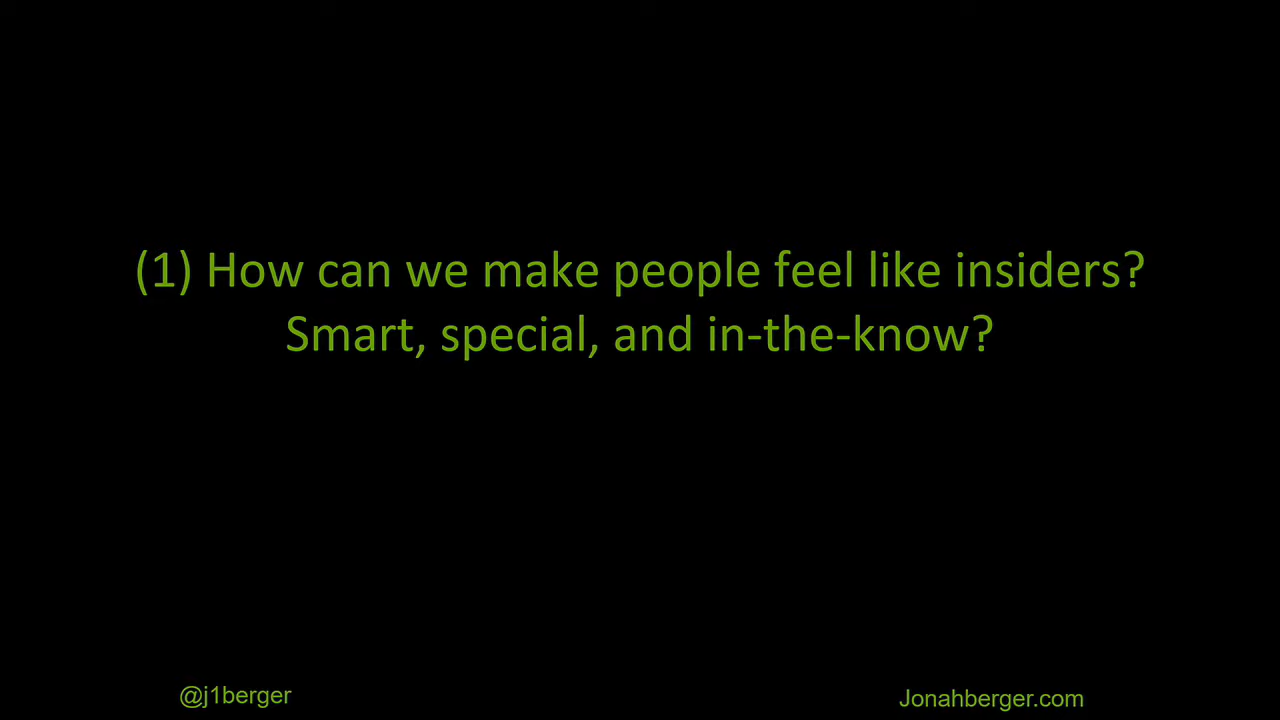 (1) How can we make people feel like insiders?
Smart, special, and in-the-know?
@j1berger
Jonahberger.com